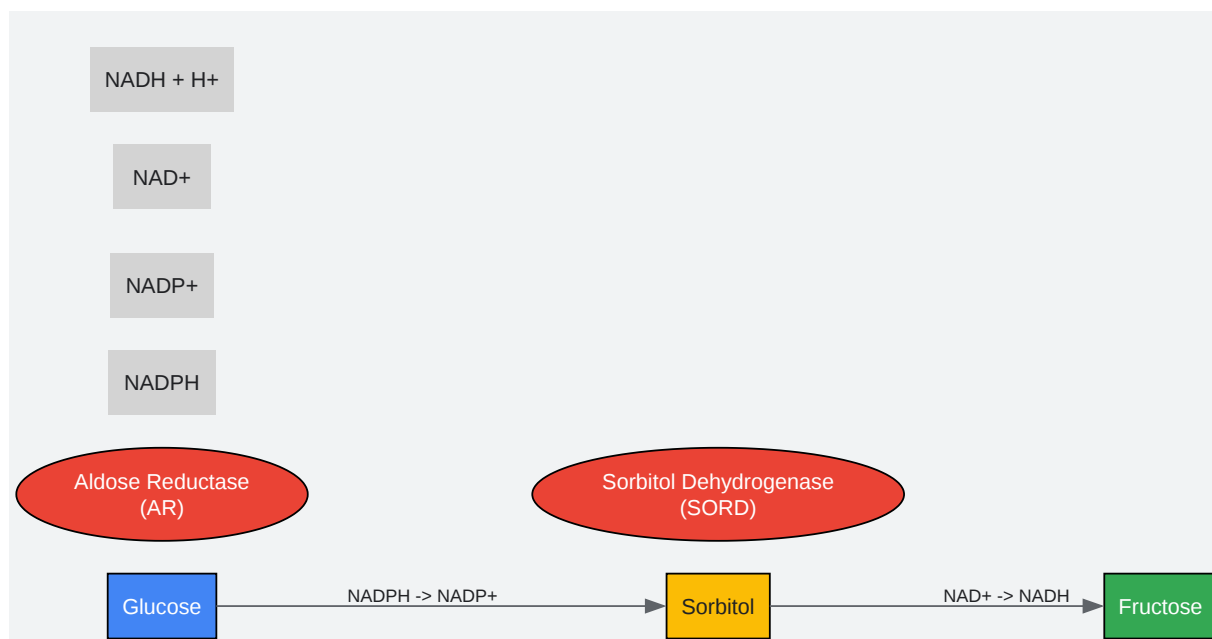 NADH + H+
NAD+
NADP+
NADPH
Aldose Reductase
(AR)
Sorbitol Dehydrogenase
(SORD)
Glucose
NADPH -> NADP+
Sorbitol
NAD+ -> NADH
Fructose